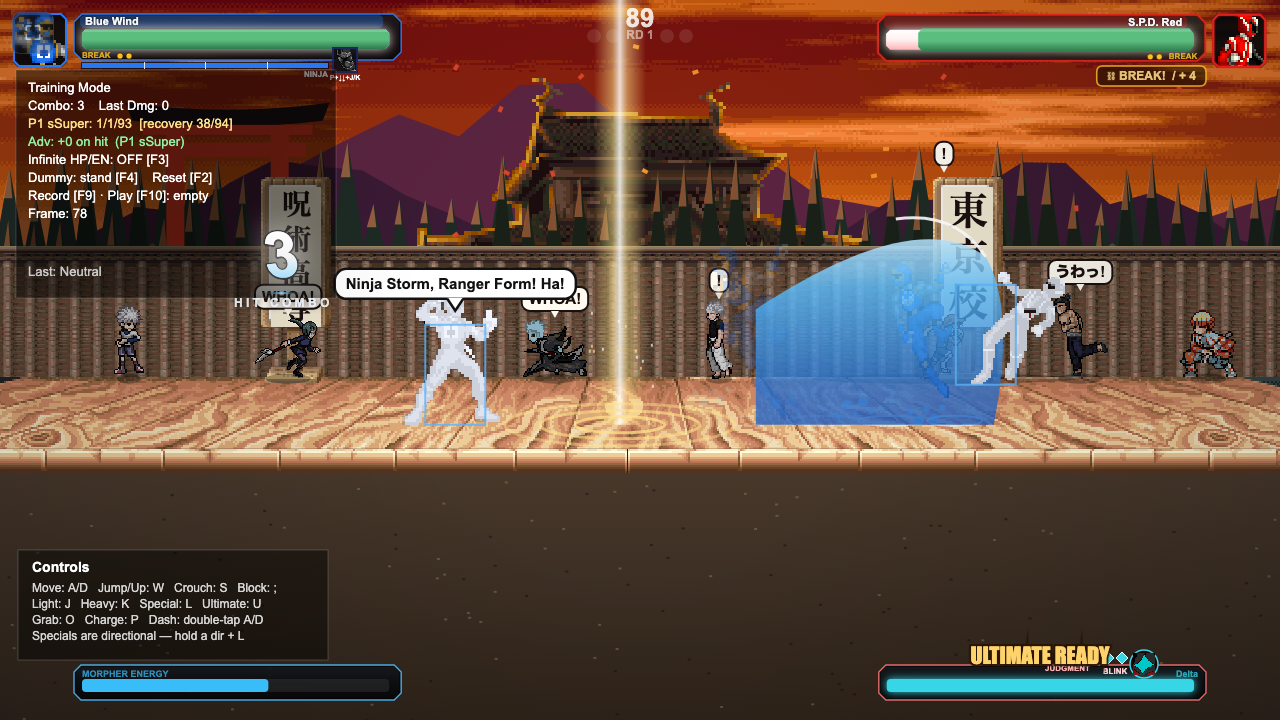 Blue Wind
89
RD 1
S.P.D. Red
BREAK
BREAK
NINJA
P+↓↓+J/K
BREAK! / + 4
Training Mode
Combo: 3 Last Dmg: 0
P1 sSuper: 1/1/93 [recovery 38/94]
Adv: +0 on hit (P1 sSuper)
Infinite HP/EN: OFF [F3]
Dummy: stand [F4] Reset [F2]
Record [F9] · Play [F10]: empty
Frame: 78
Last: Neutral
呪術高
東京校
!
!
3
HIT COMBO
WHOA!
Ninja Storm, Ranger Form! Ha!
WHOA!
うわっ!
Controls
Move: A/D Jump/Up: W Crouch: S Block: ;
Light: J Heavy: K Special: L Ultimate: U
Grab: O Charge: P Dash: double-tap A/D
Specials are directional — hold a dir + L
MORPHER ENERGY
ULTIMATE READY
JUDGMENT
BLINK
Delta